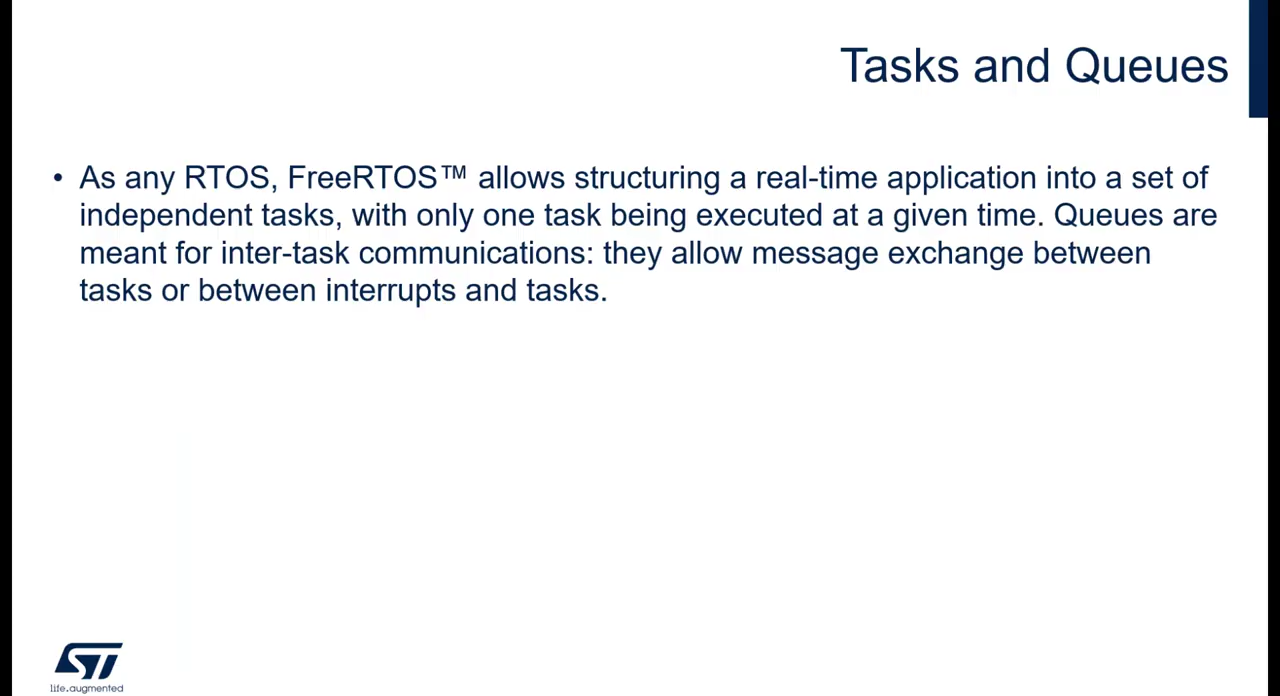 Tasks and Queues
• As any RTOS, FreeRTOS™ allows structuring a real-time application into a set of
independent tasks, with only one task being executed at a given time. Queues are
meant for inter-task communications: they allow message exchange between
tasks or between interrupts and tasks.
ST
life.augmented